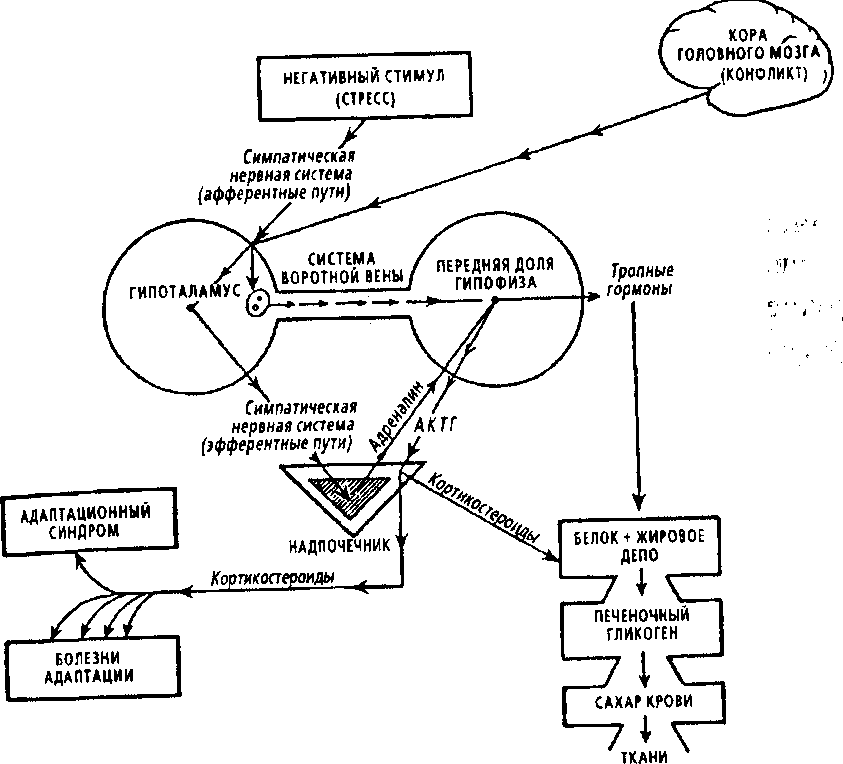 КОРА
ГОЛОВНОГО МОЗГА
(КОНФЛИКТ)
НЕГАТИВНЫЙ СТИМУЛ
(СТРЕСС)
Симпатическая
нервная система
(афферентные пути)
ГИПОТАЛАМУС
СИСТЕМА
ВОРОТНОЙ ВЕНЫ
ПЕРЕДНЯЯ ДОЛЯ
ГИПОФИЗА
Тропные
гормоны
Симпатическая
нервная система
(эфферентные пути)
Адреналин
АКТГ
НАДПОЧЕЧНИК
Кортикостероиды
АДАПТАЦИОННЫЙ
СИНДРОМ
Кортикостероиды
БОЛЕЗНИ
АДАПТАЦИИ
БЕЛОК + ЖИРОВОЕ
ДЕПО
ПЕЧЕНОЧНЫЙ
ГЛИКОГЕН
САХАР КРОВИ
ТКАНИ